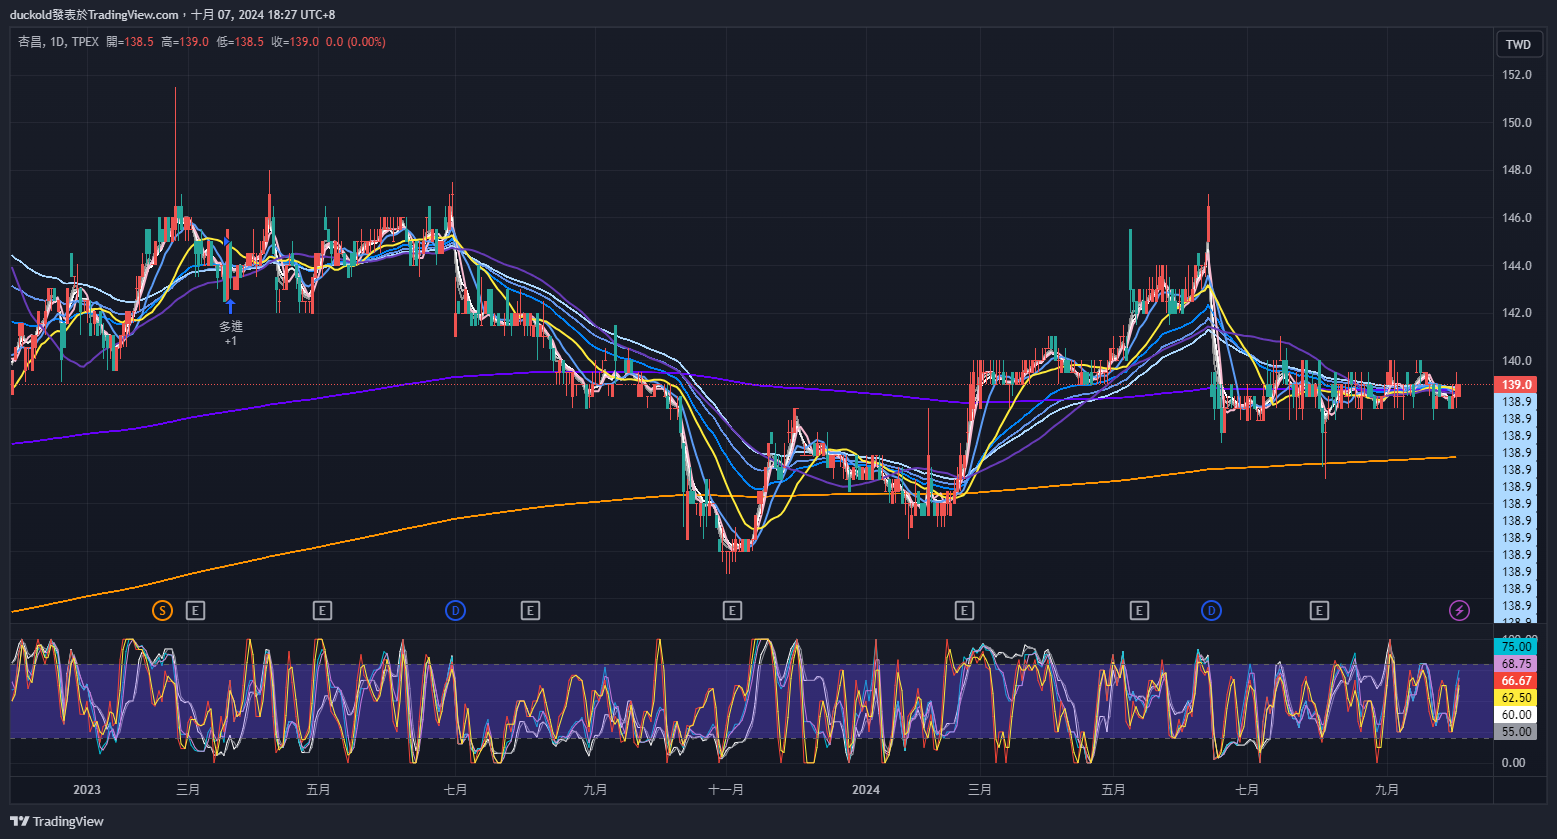 duckold發表於TradingView.com，十月 07, 2024 18:27 UTC+8
杏昌, 1D, TPEX 開=138.5 高=139.0 低=138.5 收=139.0 0.0 (0.00%)
TWD
152.0
150.0
148.0
146.0
144.0
142.0
140.0
139.0
138.9
138.9
138.9
138.9
138.9
138.9
138.9
138.9
138.9
138.9
138.9
138.9
138.9
138.9
多進
+1
S
E
E
D
E
E
E
E
D
E
100.00
75.00
68.75
66.67
62.50
60.00
55.00
0.00
2023
三月
五月
七月
九月
十一月
2024
三月
五月
七月
九月
TradingView